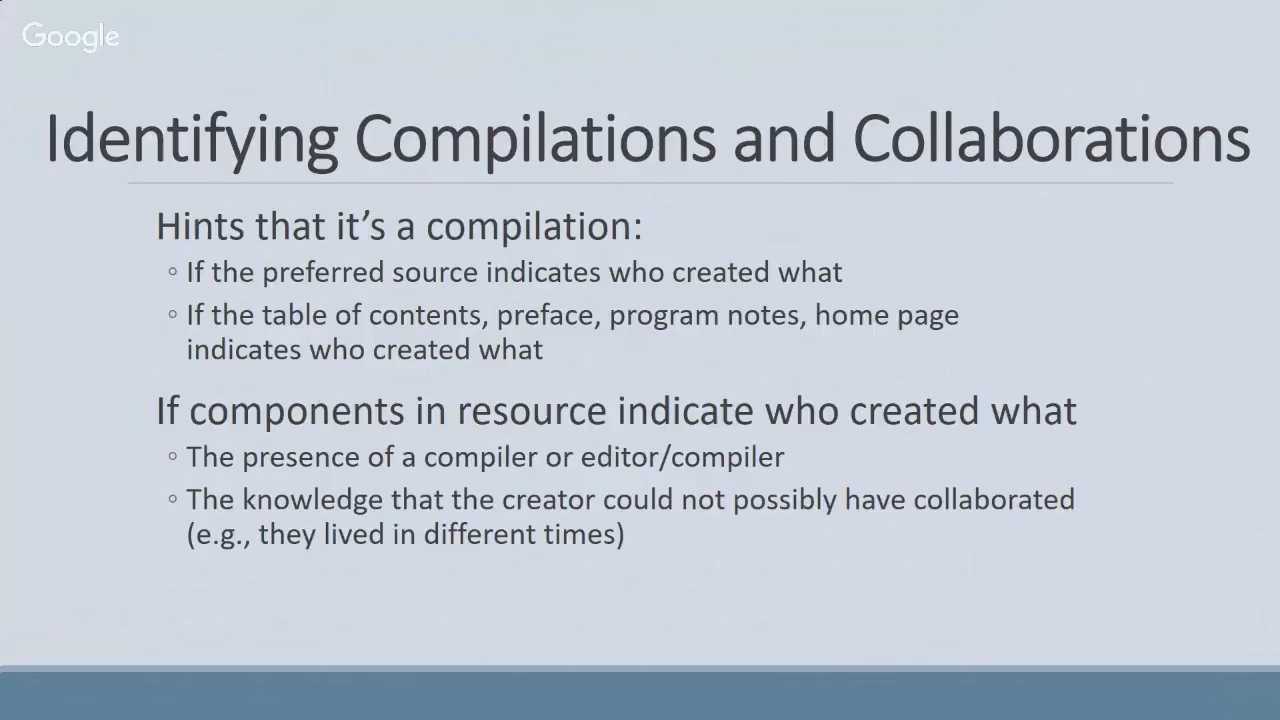 Google
Identifying Compilations and Collaborations
Hints that it's a compilation:
◦ If the preferred source indicates who created what
◦ If the table of contents, preface, program notes, home page
indicates who created what
If components in resource indicate who created what
◦ The presence of a compiler or editor/compiler
◦ The knowledge that the creator could not possibly have collaborated
(e.g., they lived in different times)